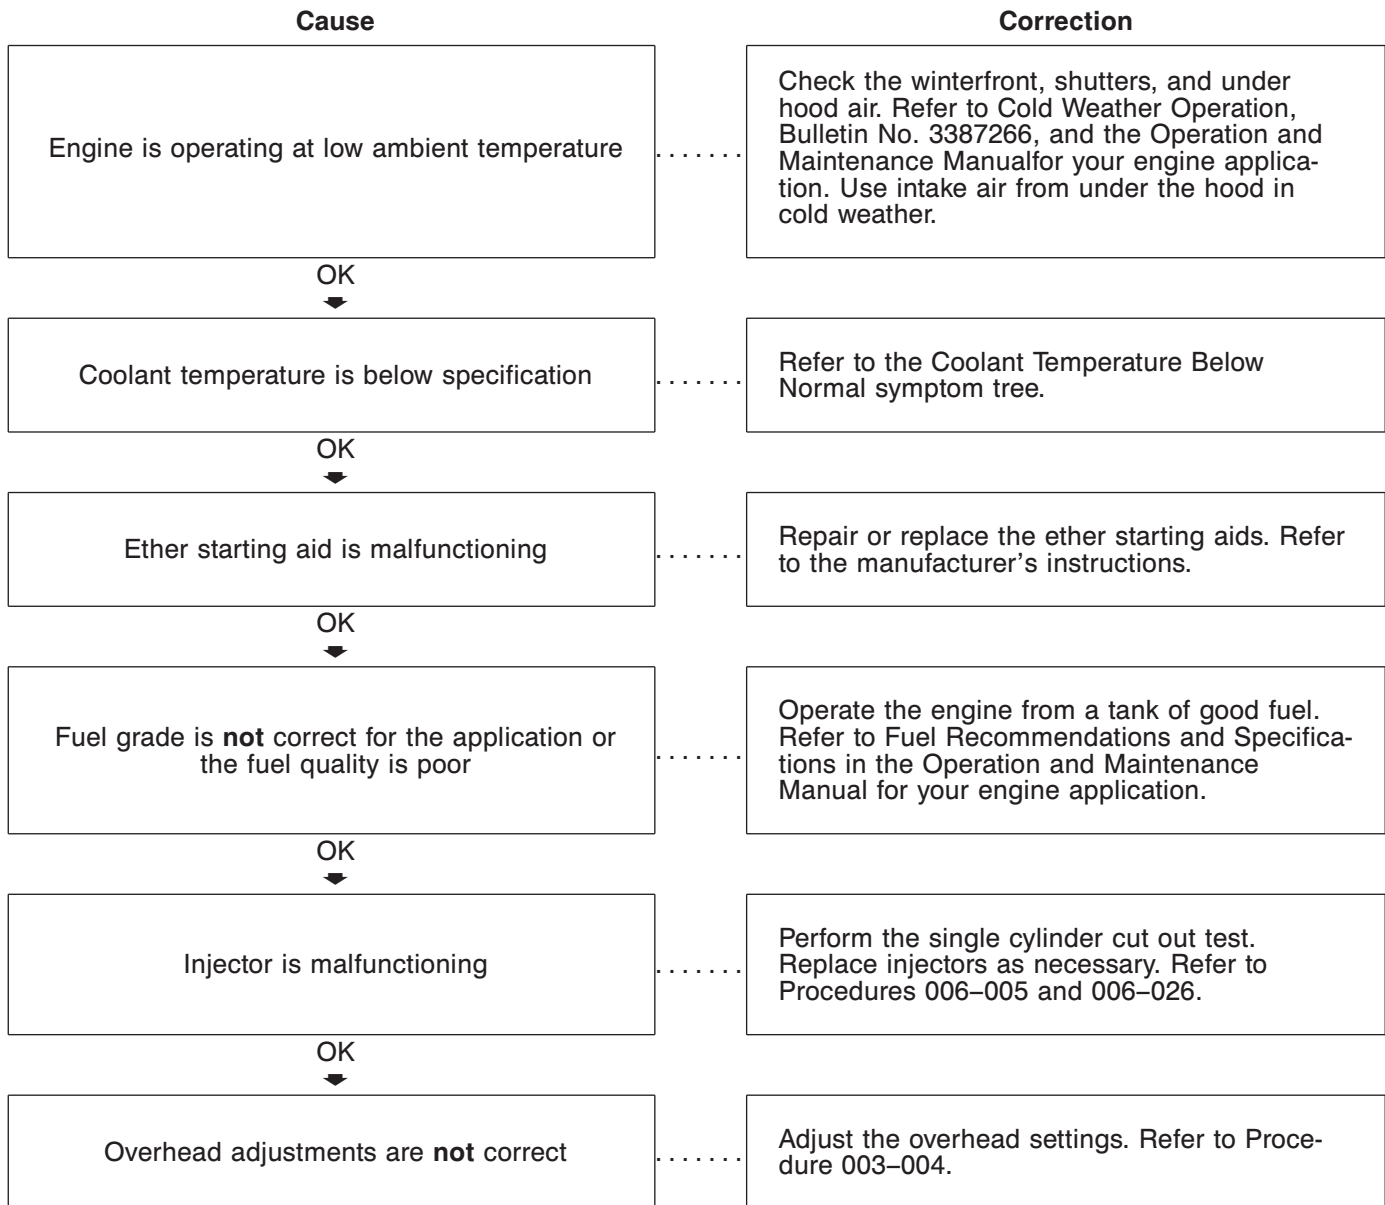 Cause
Correction
Engine is operating at low ambient temperature
.......
Check the winterfront, shutters, and under
hood air. Refer to Cold Weather Operation,
Bulletin No. 3387266, and the Operation and
Maintenance Manualfor your engine applica-
tion. Use intake air from under the hood in
cold weather.
OK
Coolant temperature is below specification
.......
Refer to the Coolant Temperature Below
Normal symptom tree.
OK
Ether starting aid is malfunctioning
.......
Repair or replace the ether starting aids. Refer
to the manufacturer’s instructions.
OK
Fuel grade is not correct for the application or
the fuel quality is poor
.......
Operate the engine from a tank of good fuel.
Refer to Fuel Recommendations and Specifica-
tions in the Operation and Maintenance
Manual for your engine application.
OK
Injector is malfunctioning
.......
Perform the single cylinder cut out test.
Replace injectors as necessary. Refer to
Procedures 006–005 and 006–026.
OK
Overhead adjustments are not correct
.......
Adjust the overhead settings. Refer to Proce-
dure 003–004.